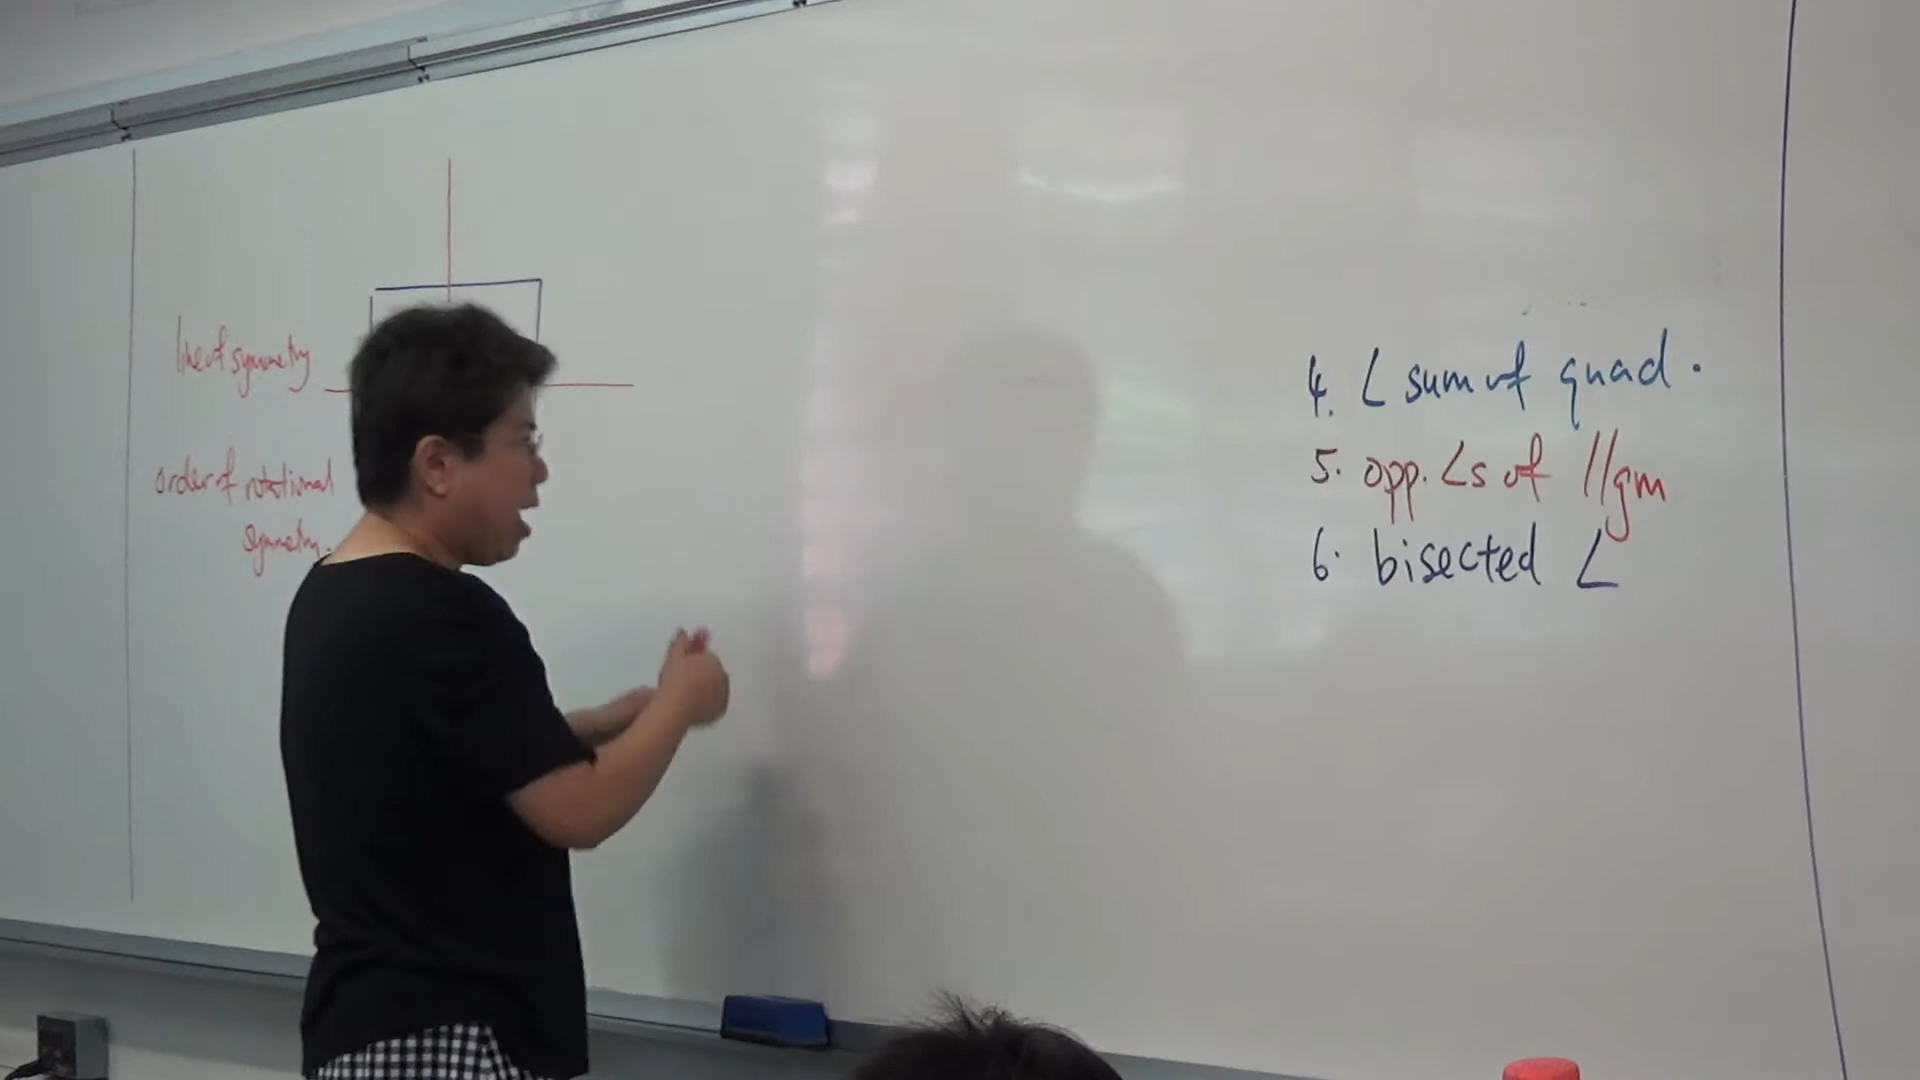 line of symmetry
order of rotational
symmetry.
4. ∠ sum of quad.
5. opp. ∠s of //gm
6. bisected ∠